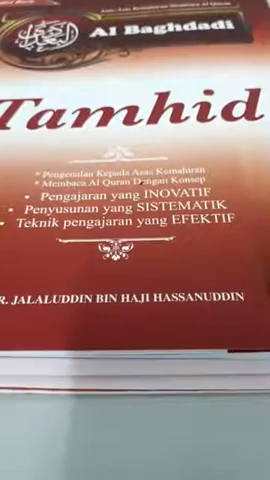 Al Baghdadi
Tamhid
* Pengenalan Kepada Asas Kemahiran
* Membaca Al Quran Dengan Konsep
• Pengajaran yang INOVATIF
• Penyusunan yang SISTEMATIK
• Teknik pengajaran yang EFEKTIF
R. JALALUDDIN BIN HAJI HASSANUDDIN